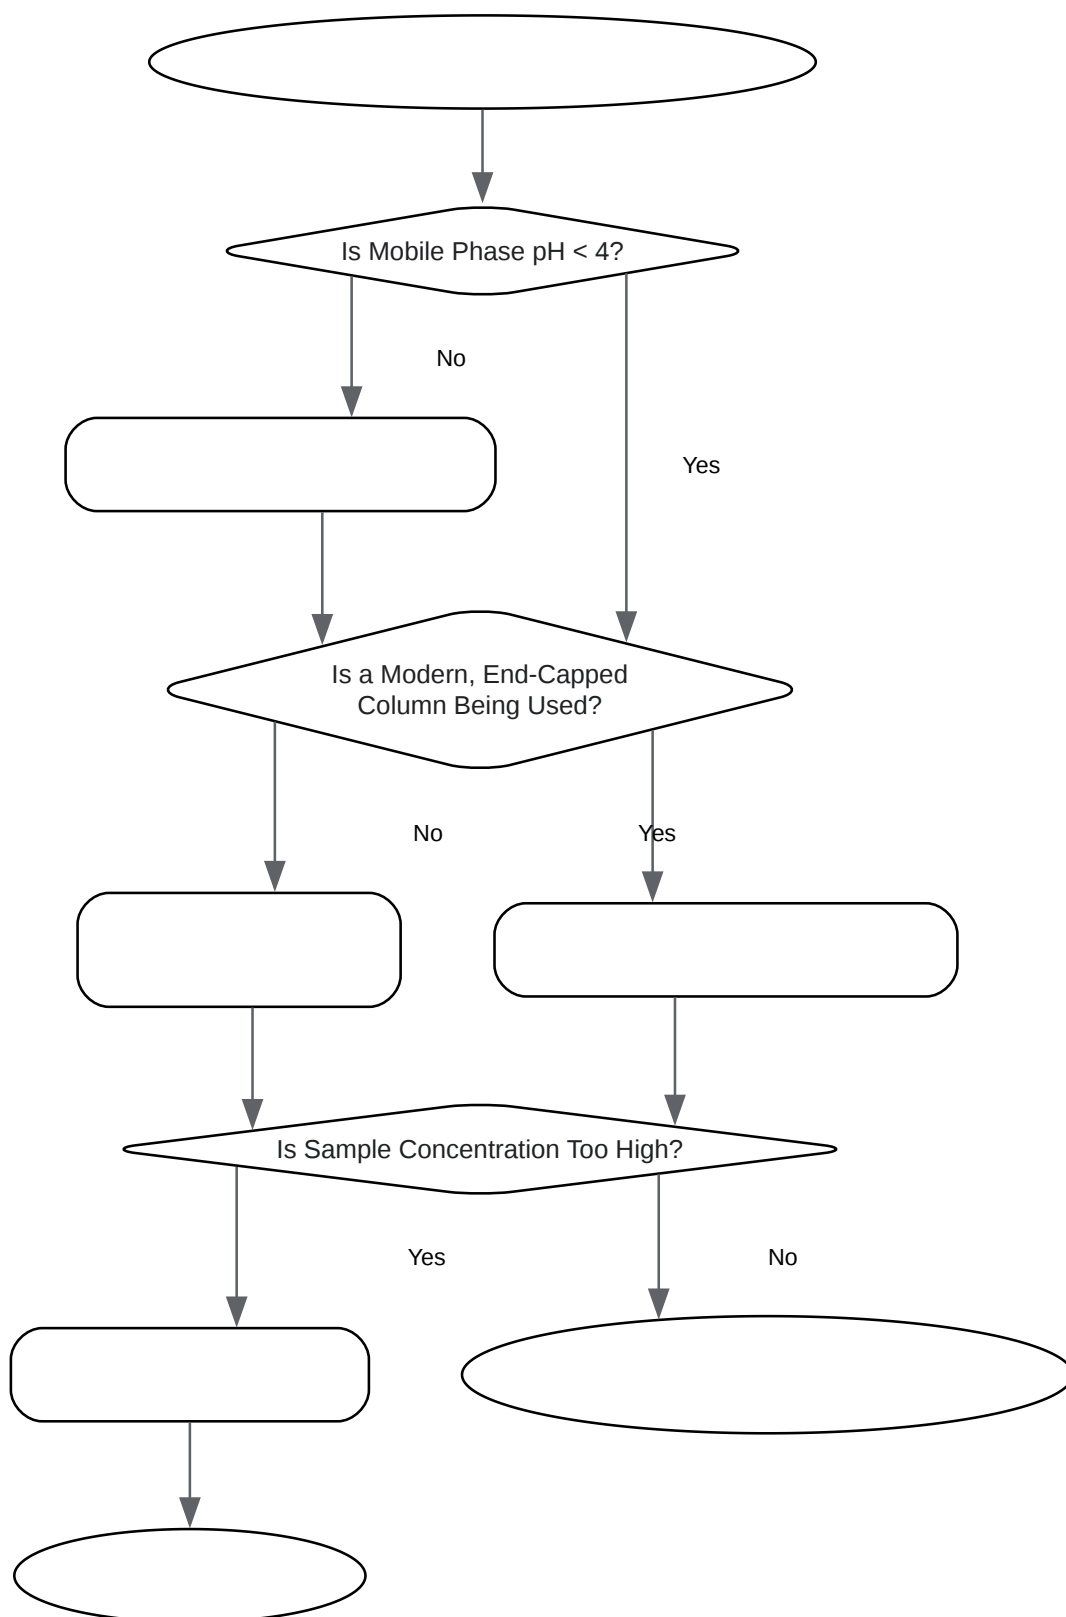 Is Mobile Phase pH < 4?
No
Yes
Is a Modern, End-Capped
Column Being Used?
No
Yes
Is Sample Concentration Too High?
Yes
No